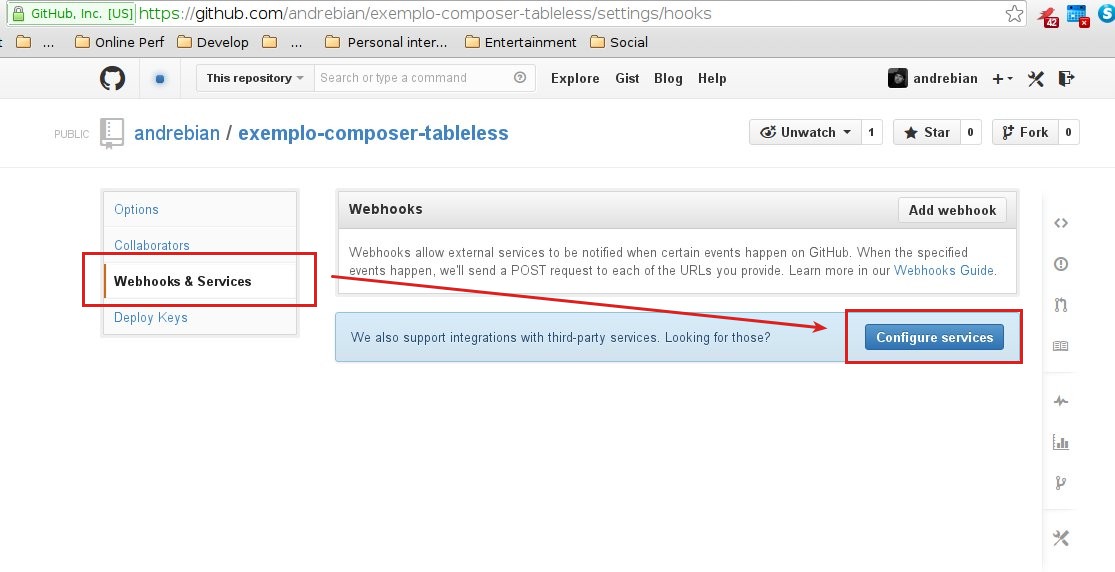 GitHub, Inc. [US] https://github.com/andrebian/exemplo-composer-tableless/settings/hooks
42
... Online Perf Develop ... Personal inter... Entertainment Social
This repository Search or type a command Explore Gist Blog Help andrebian
PUBLIC andrebian / exemplo-composer-tableless Unwatch 1 Star 0 Fork 0
Options
Collaborators
Webhooks & Services
Deploy Keys
Webhooks Add webhook
Webhooks allow external services to be notified when certain events happen on GitHub. When the specified
events happen, we'll send a POST request to each of the URLs you provide. Learn more in our Webhooks Guide.
We also support integrations with third-party services. Looking for those? Configure services